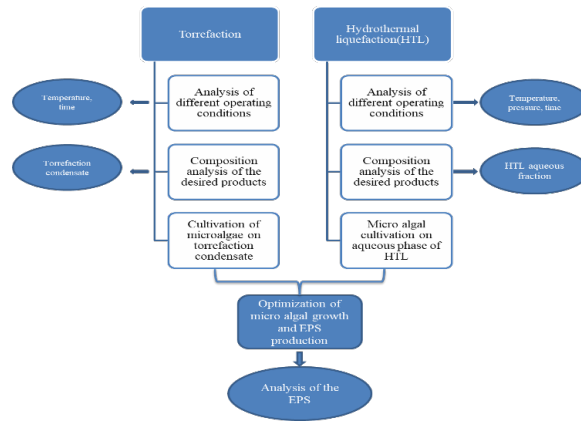 Torrefaction
Hydrothermal
liquefaction(HTL)
Temperature,
time
Analysis of
different operating
conditions
Analysis of
different operating
conditions
Temperature,
pressure, time
Torrefaction
condensate
Composition
analysis of the
desired products
Composition
analysis of the
desired products
HTL aqueous
fraction
Cultivation of
microalgae on
torrefaction
condensate
Micro algal
cultivation on
aqueous phase of
HTL
Optimization of
micro algal growth
and EPS
production
Analysis of the
EPS